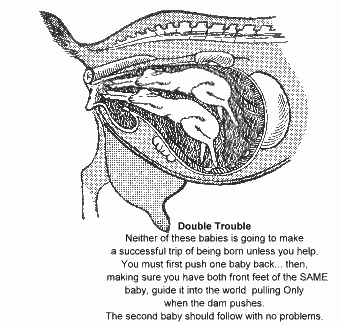 Double Trouble
Neither of these babies is going to make
a successful trip of being born unless you help.
You must first push one baby back... then,
making sure you have both front feet of the SAME
baby, guide it into the world  pulling Only
when the dam pushes.
The second baby should follow with no problems.